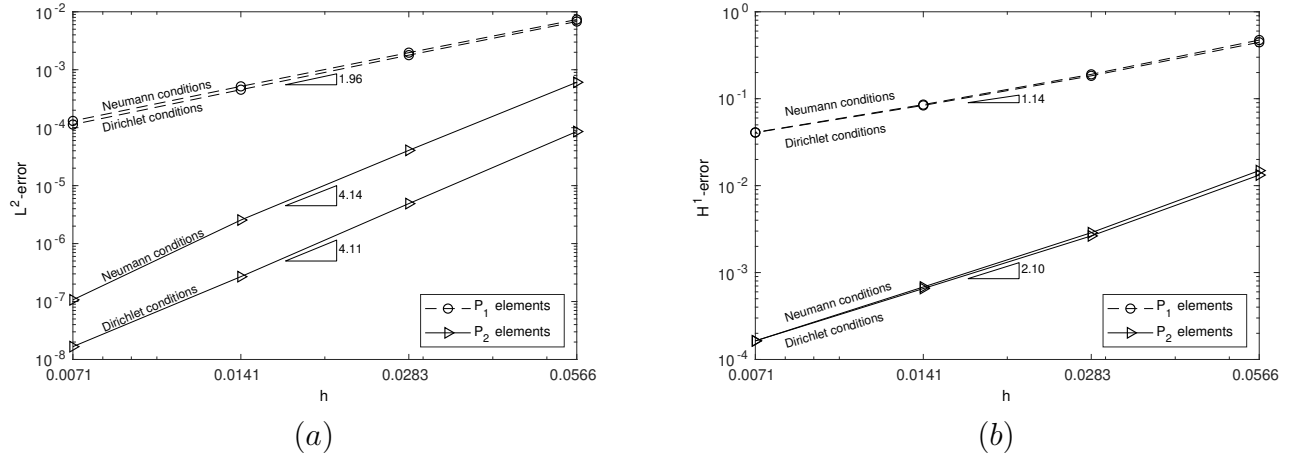 10^-2
10^-3
10^-4
10^-5
10^-6
10^-7
10^-8
L^2-error
Neumann conditions
Dirichlet conditions
1.96
4.14
4.11
Neumann conditions
Dirichlet conditions
P_1 elements
P_2 elements
0.0071
0.0141
0.0283
0.0566
h
(a)
10^0
10^-1
10^-2
10^-3
10^-4
H^1-error
Neumann conditions
Dirichlet conditions
1.14
2.10
Neumann conditions
Dirichlet conditions
P_1 elements
P_2 elements
0.0071
0.0141
0.0283
0.0566
h
(b)